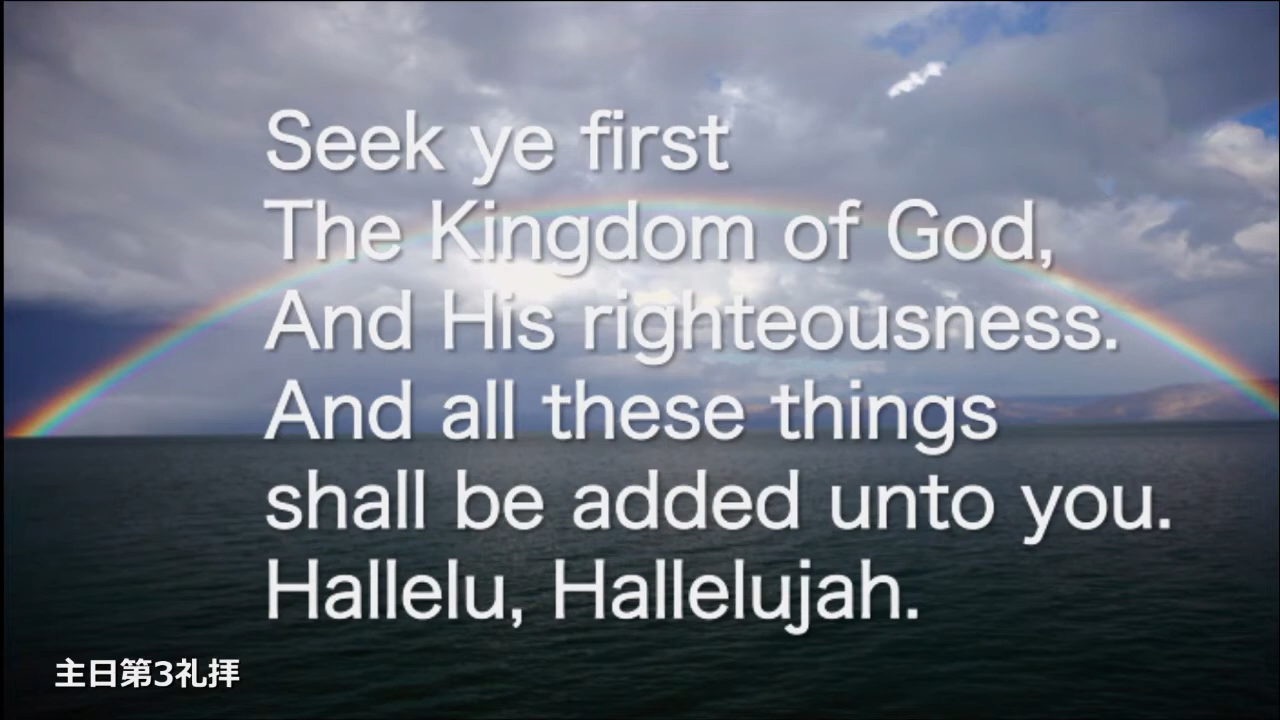 Seek ye first
The Kingdom of God,
And His righteousness.
And all these things
shall be added unto you.
Hallelu, Hallelujah.
主日第3礼拝